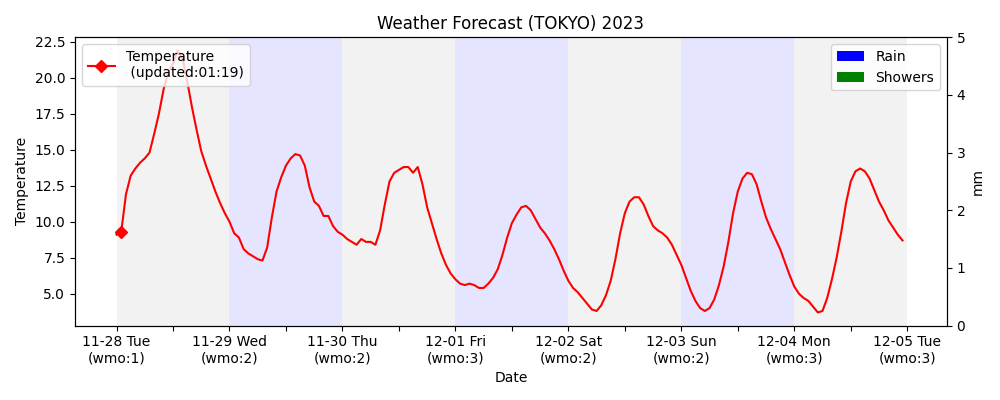 Weather Forecast (TOKYO) 2023
Temperature
(updated:01:19)
Rain
Showers
22.5
20.0
17.5
15.0
12.5
10.0
7.5
5.0
Temperature
5
4
3
2
1
0
mm
11-28 Tue
(wmo:1)
11-29 Wed
(wmo:2)
11-30 Thu
(wmo:2)
12-01 Fri
(wmo:3)
12-02 Sat
(wmo:2)
12-03 Sun
(wmo:2)
12-04 Mon
(wmo:3)
12-05 Tue
(wmo:3)
Date